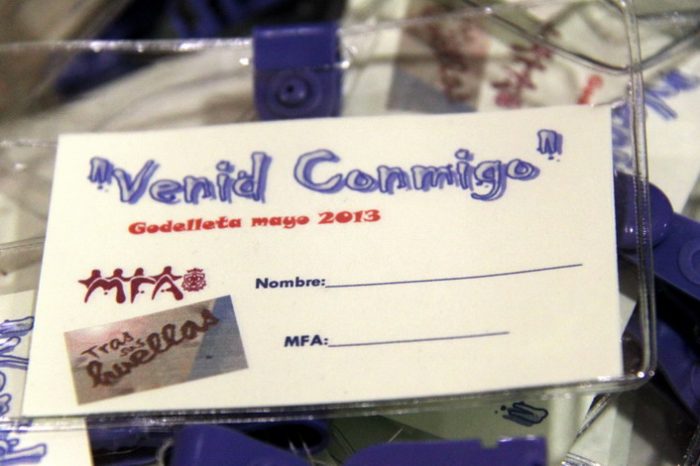 "Venid Conmigo"
Godelleta mayo 2013
MFA
Nombre:
Tras sus
huellas
MFA: